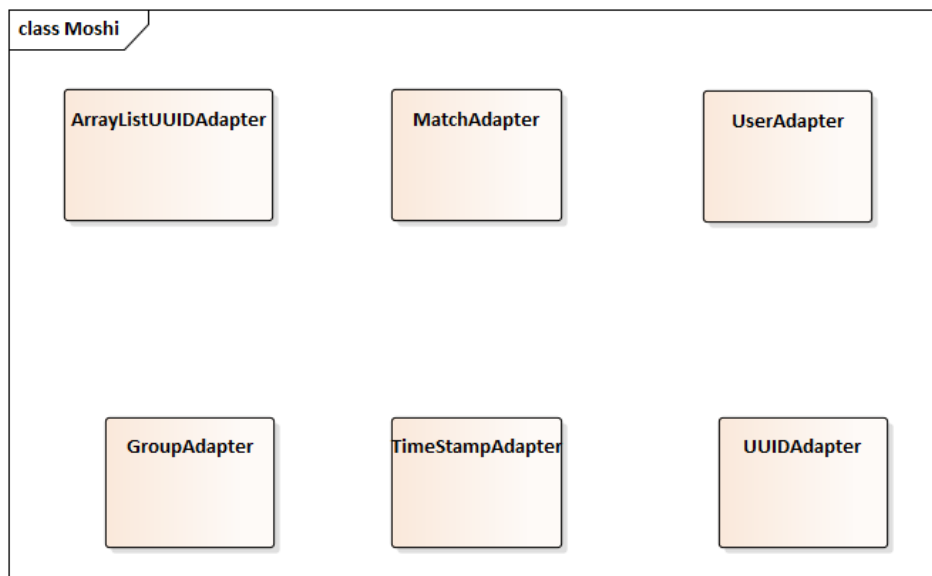 class Moshi
ArrayListUUIDAdapter
MatchAdapter
UserAdapter
GroupAdapter
TimeStampAdapter
UUIDAdapter